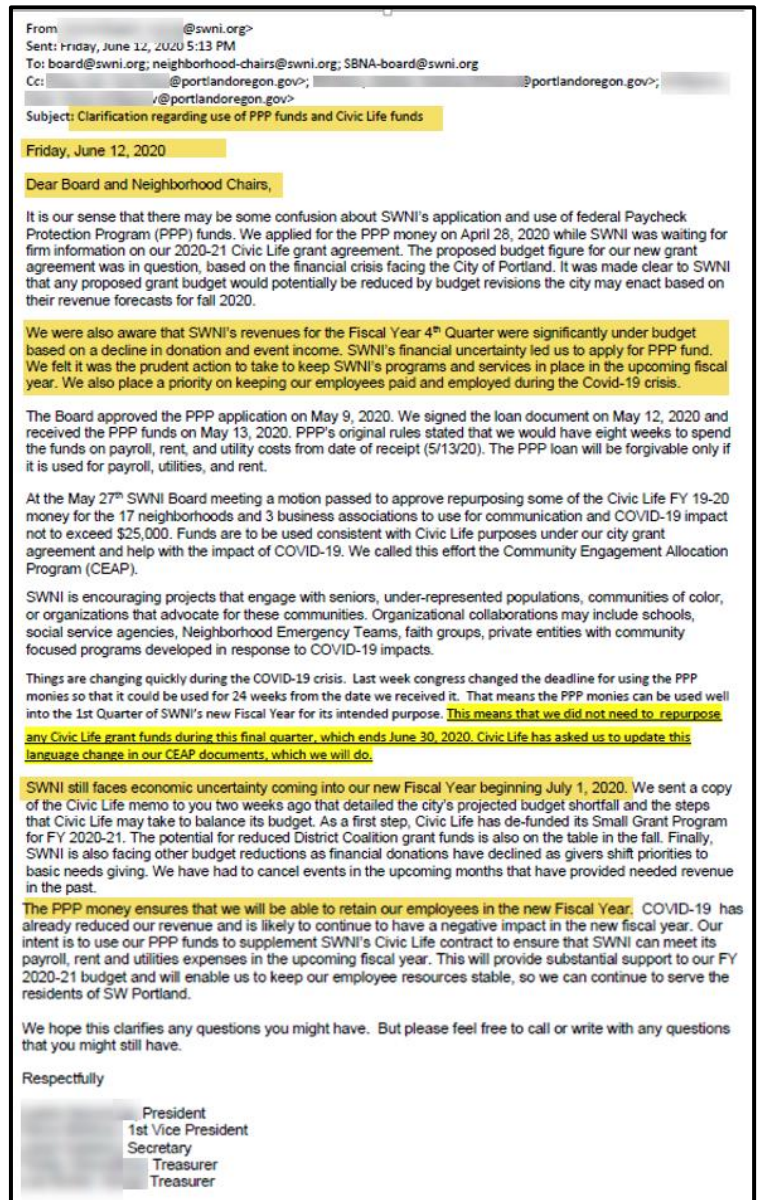 From @swni.org>
Sent: Friday, June 12, 2020 5:13 PM
To: board@swni.org; neighborhood-chairs@swni.org; SBNA-board@swni.org
Cc: @portlandoregon.gov>; @portlandoregon.gov>;
@portlandoregon.gov>
Subject: Clarification regarding use of PPP funds and Civic Life funds
Friday, June 12, 2020
Dear Board and Neighborhood Chairs,
It is our sense that there may be some confusion about SWNI's application and use of federal Paycheck
Protection Program (PPP) funds. We applied for the PPP money on April 28, 2020 while SWNI was waiting for
firm information on our 2020-21 Civic Life grant agreement. The proposed budget figure for our new grant
agreement was in question, based on the financial crisis facing the City of Portland. It was made clear to SWNI
that any proposed grant budget would potentially be reduced by budget revisions the city may enact based on
their revenue forecasts for fall 2020.
We were also aware that SWNI's revenues for the Fiscal Year 4th Quarter were significantly under budget
based on a decline in donation and event income. SWNI's financial uncertainty led us to apply for PPP fund.
We felt it was the prudent action to take to keep SWNI's programs and services in place in the upcoming fiscal
year. We also place a priority on keeping our employees paid and employed during the Covid-19 crisis.
The Board approved the PPP application on May 9, 2020. We signed the loan document on May 12, 2020 and
received the PPP funds on May 13, 2020. PPP's original rules stated that we would have eight weeks to spend
the funds on payroll, rent, and utility costs from date of receipt (5/13/20). The PPP loan will be forgivable only if
it is used for payroll, utilities, and rent.
At the May 27th SWNI Board meeting a motion passed to approve repurposing some of the Civic Life FY 19-20
money for the 17 neighborhoods and 3 business associations to use for communication and COVID-19 impact
not to exceed $25,000. Funds are to be used consistent with Civic Life purposes under our city grant
agreement and help with the impact of COVID-19. We called this effort the Community Engagement Allocation
Program (CEAP).
SWNI is encouraging projects that engage with seniors, under-represented populations, communities of color,
or organizations that advocate for these communities. Organizational collaborations may include schools,
social service agencies, Neighborhood Emergency Teams, faith groups, private entities with community
focused programs developed in response to COVID-19 impacts.
Things are changing quickly during the COVID-19 crisis. Last week congress changed the deadline for using the PPP
monies so that it could be used for 24 weeks from the date we received it. That means the PPP monies can be used well
into the 1st Quarter of SWNI's new Fiscal Year for its intended purpose. This means that we did not need to repurpose
any Civic Life grant funds during this final quarter, which ends June 30, 2020. Civic Life has asked us to update this
language change in our CEAP documents, which we will do.
SWNI still faces economic uncertainty coming into our new Fiscal Year beginning July 1, 2020. We sent a copy
of the Civic Life memo to you two weeks ago that detailed the city's projected budget shortfall and the steps
that Civic Life may take to balance its budget. As a first step, Civic Life has de-funded its Small Grant Program
for FY 2020-21. The potential for reduced District Coalition grant funds is also on the table in the fall. Finally,
SWNI is also facing other budget reductions as financial donations have declined as givers shift priorities to
basic needs giving. We have had to cancel events in the upcoming months that have provided needed revenue
in the past.
The PPP money ensures that we will be able to retain our employees in the new Fiscal Year. COVID-19 has
already reduced our revenue and is likely to continue to have a negative impact in the new fiscal year. Our
intent is to use our PPP funds to supplement SWNI's Civic Life contract to ensure that SWNI can meet its
payroll, rent and utilities expenses in the upcoming fiscal year. This will provide substantial support to our FY
2020-21 budget and will enable us to keep our employee resources stable, so we can continue to serve the
residents of SW Portland.
We hope this clarifies any questions you might have. But please feel free to call or write with any questions
that you might still have.
Respectfully
President
1st Vice President
Secretary
Treasurer
Treasurer